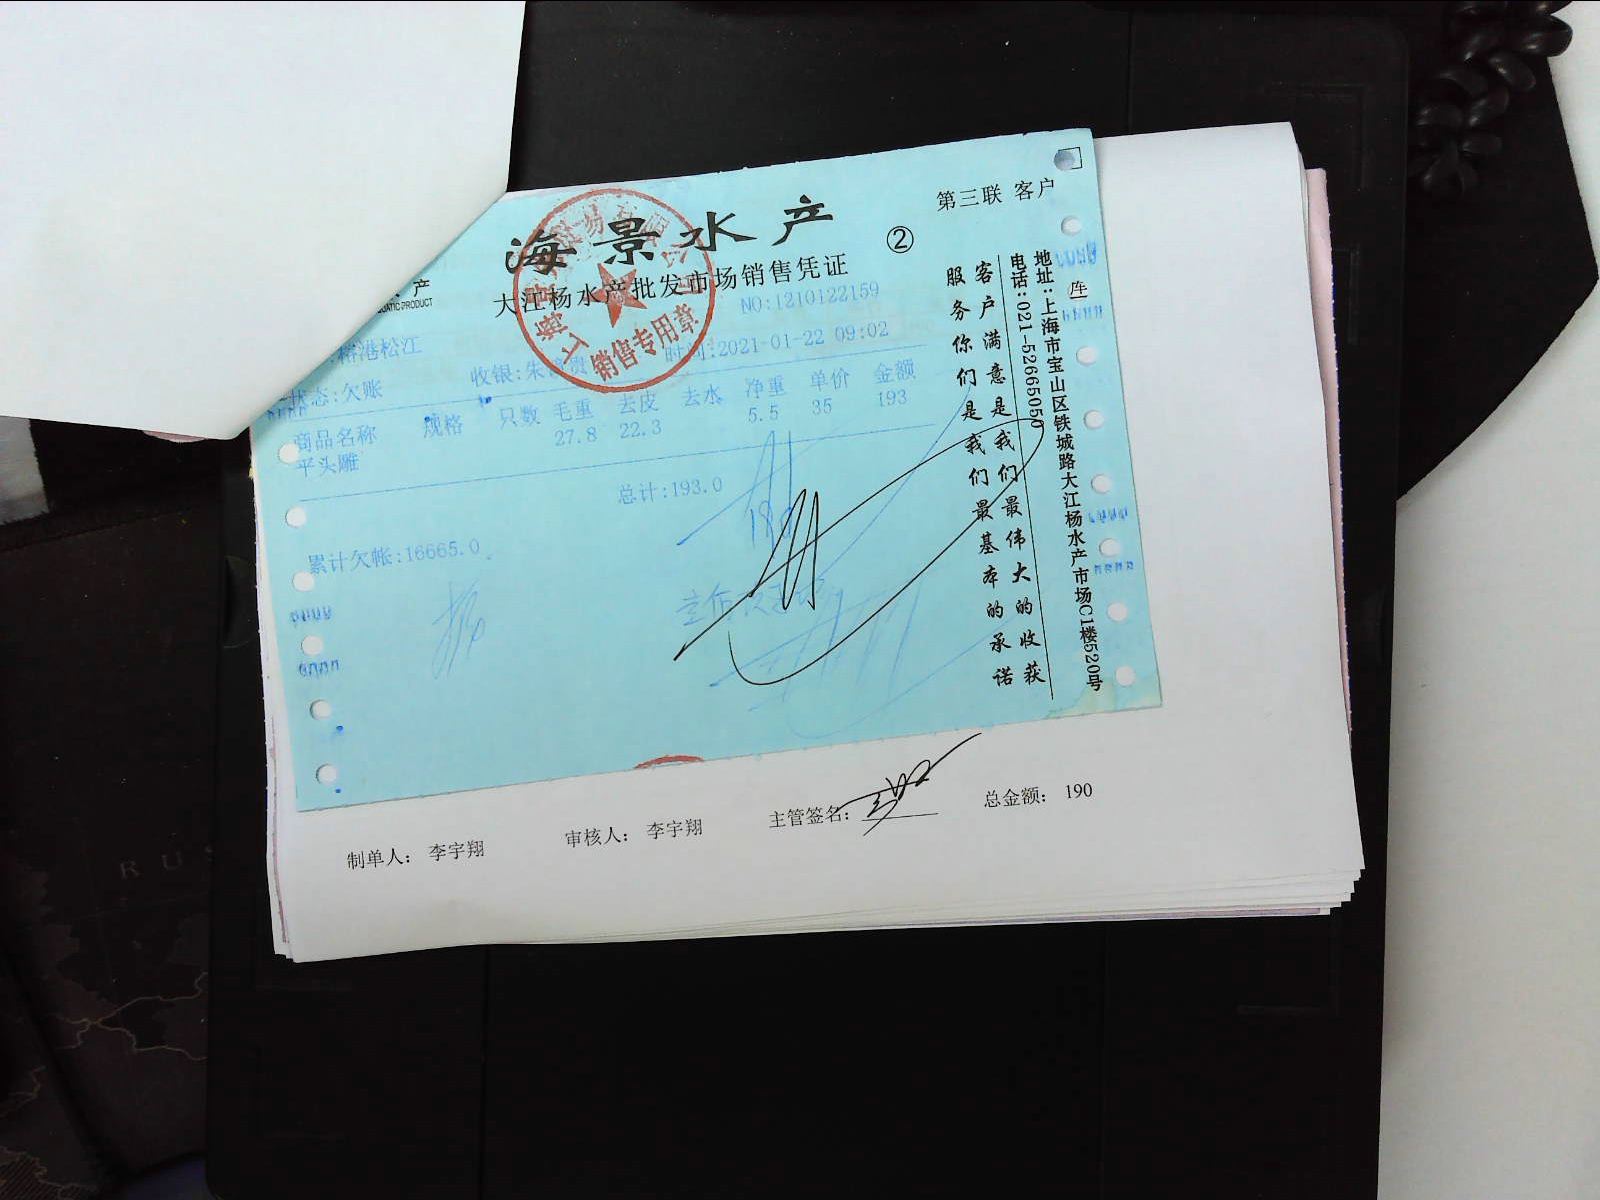 第三联 客户
海景水产
②
大江杨水产批发市场销售凭证
产
NO:1210122159
松江
状态:欠账
收银:朱
时间:2021-01-22 09:02
商品名称 规格 只数 毛重 去皮 去水 净重 单价 金额
平头雕 27.8 22.3 5.5 35 193
总计:193.0
190
累计欠帐:16665.0
销售专用章
客户满意是我们最伟大的收获
服务你们是我们最基本的承诺
地址:上海市宝山区铁城路大江杨水产市场C1楼520号
电话:021-52665050
库
制单人: 李宇翔 审核人: 李宇翔 主管签名: 总金额: 190
RUS